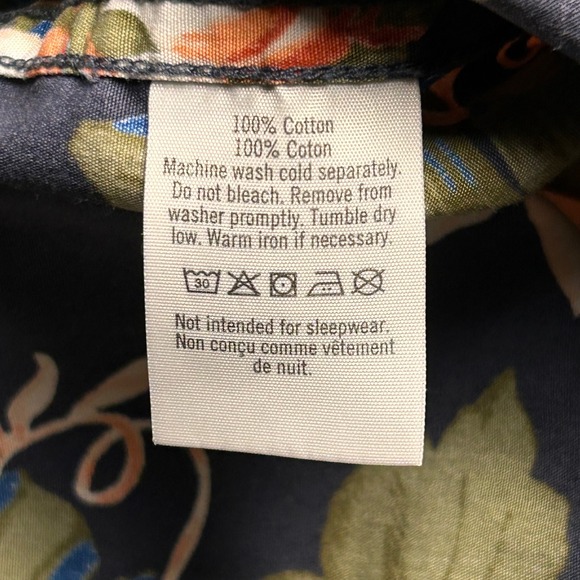 100% Cotton
100% Coton
Machine wash cold separately.
Do not bleach. Remove from
washer promptly. Tumble dry
low. Warm iron if necessary.
30
Not intended for sleepwear.
Non conçu comme vêtement
de nuit.